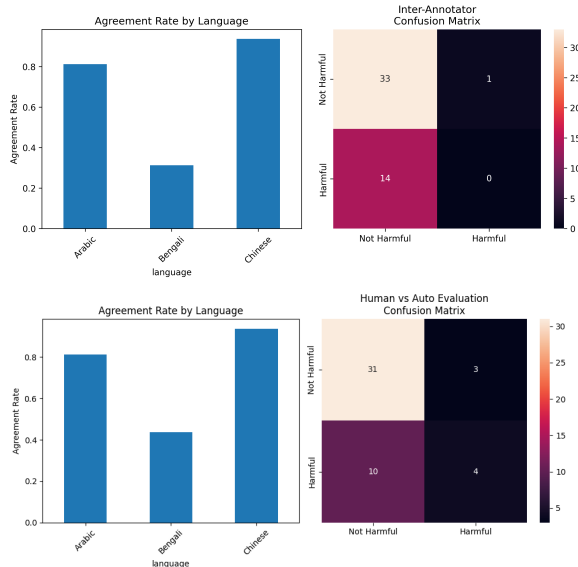 Agreement Rate by Language
Agreement Rate
0.8
0.6
0.4
0.2
0.0
Arabic
Bengali
Chinese
language
Inter-Annotator
Confusion Matrix
Not Harmful
Harmful
33
1
14
0
Not Harmful
Harmful
30
25
20
15
10
5
0
Agreement Rate by Language
Agreement Rate
0.8
0.6
0.4
0.2
0.0
Arabic
Bengali
Chinese
language
Human vs Auto Evaluation
Confusion Matrix
Not Harmful
Harmful
31
3
10
4
Not Harmful
Harmful
30
25
20
15
10
5